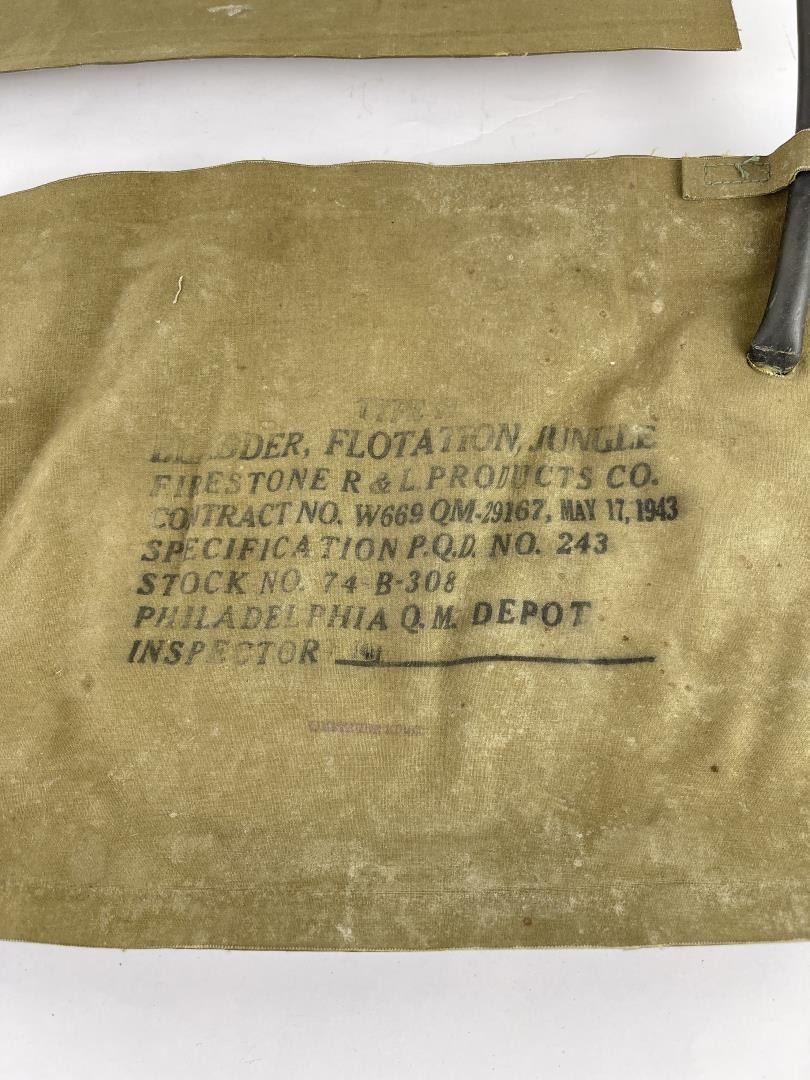 TYPE
BLADDER, FLOTATION, JUNGLE
FIRESTONE R & L PRODUCTS CO.
CONTRACT NO. W669 QM-29167, MAY 17, 1943
SPECIFICATION P.Q.D. NO. 243
STOCK NO. 74-B-308
PHILADELPHIA Q.M. DEPOT
INSPECTOR